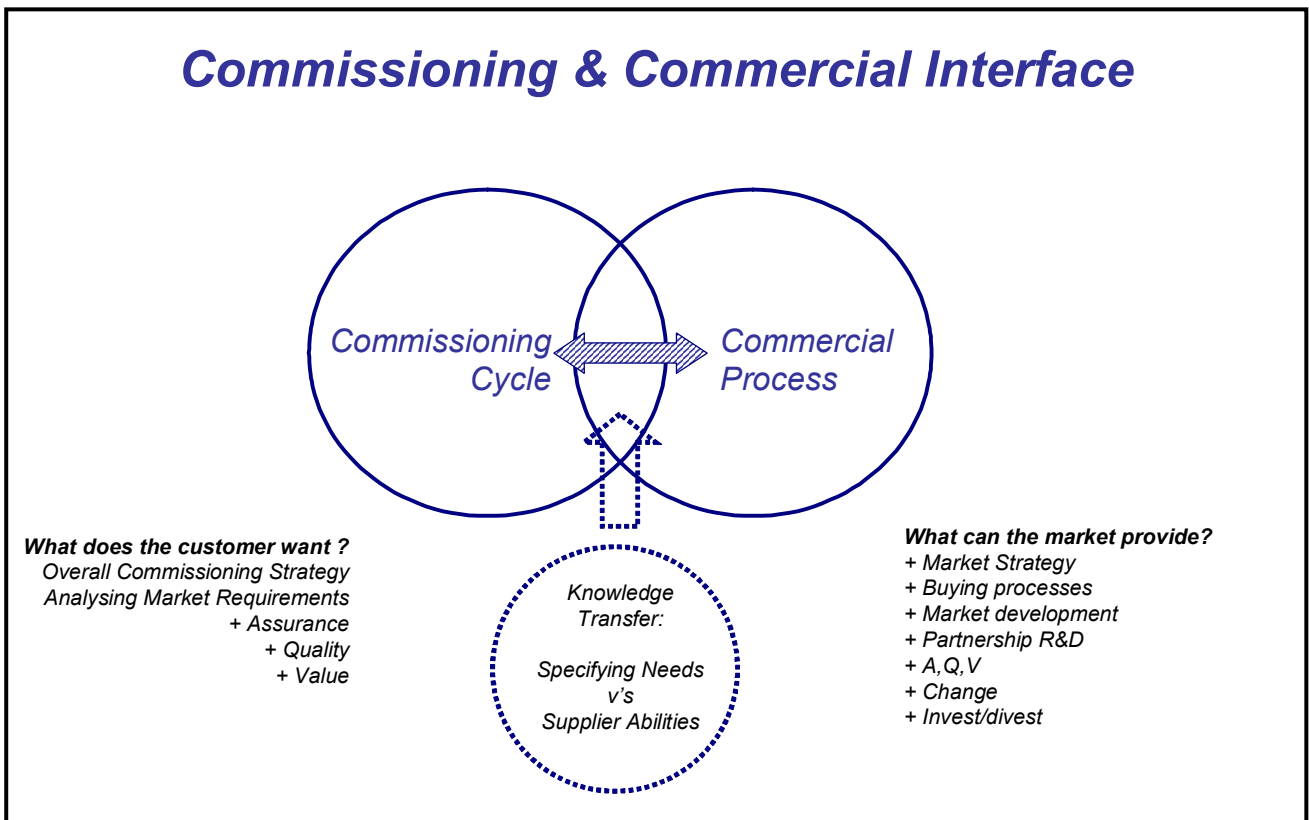 Commissioning & Commercial Interface
Commissioning
Cycle
Commercial
Process
What does the customer want ?
Overall Commissioning Strategy
Analysing Market Requirements
+ Assurance
+ Quality
+ Value
Knowledge
Transfer:
Specifying Needs
v's
Supplier Abilities
What can the market provide?
+ Market Strategy
+ Buying processes
+ Market development
+ Partnership R&D
+ A,Q,V
+ Change
+ Invest/divest